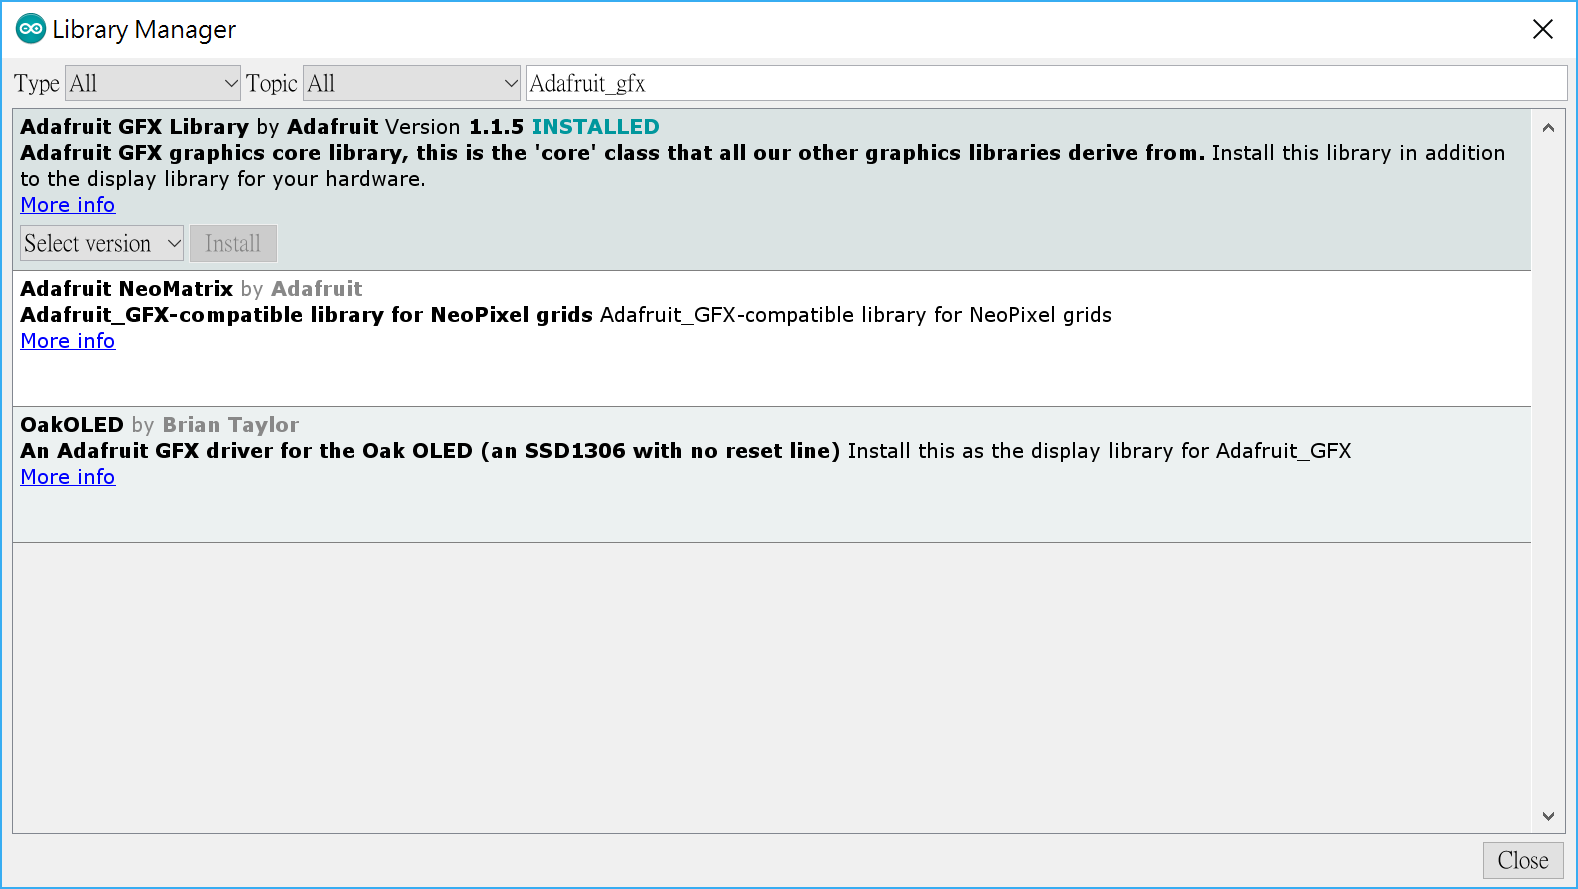 Library Manager
Type All Topic All Adafruit_gfx
Adafruit GFX Library by Adafruit Version 1.1.5 INSTALLED
Adafruit GFX graphics core library, this is the 'core' class that all our other graphics libraries derive from. Install this library in addition
to the display library for your hardware.
More info
Select version Install
Adafruit NeoMatrix by Adafruit
Adafruit_GFX-compatible library for NeoPixel grids Adafruit_GFX-compatible library for NeoPixel grids
More info
OakOLED by Brian Taylor
An Adafruit GFX driver for the Oak OLED (an SSD1306 with no reset line) Install this as the display library for Adafruit_GFX
More info
Close